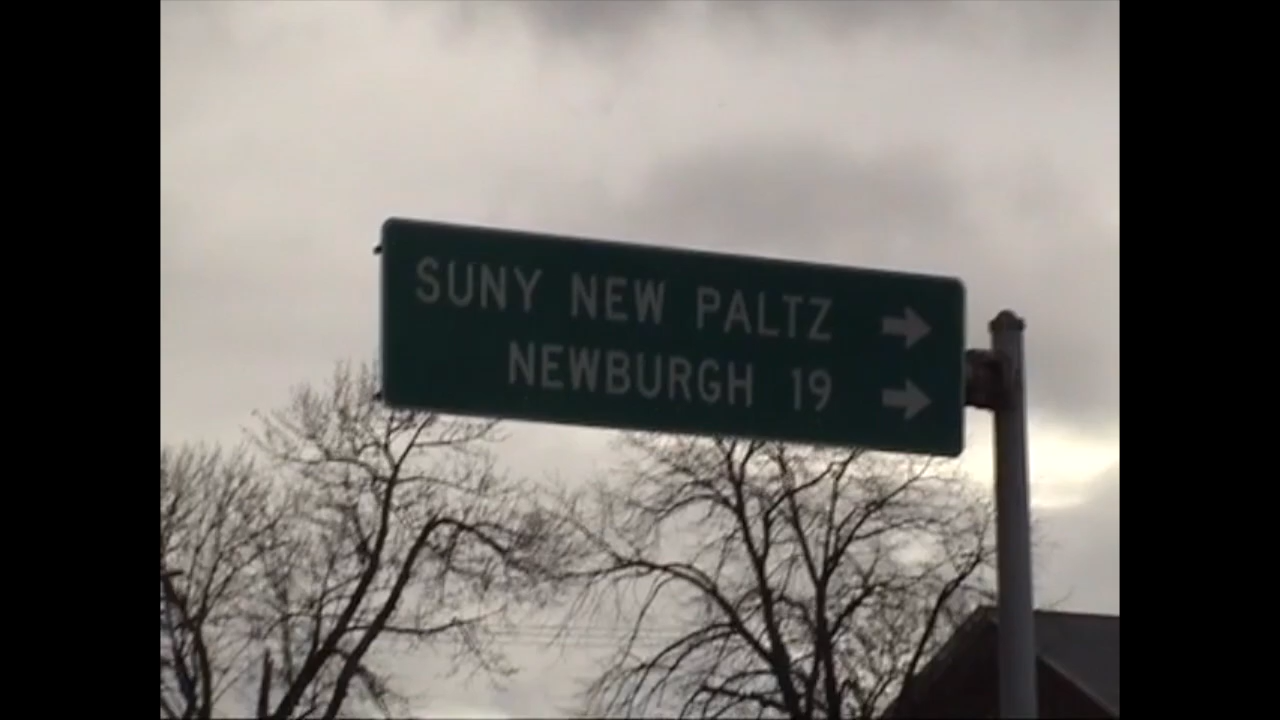 SUNY NEW PALTZ →
NEWBURGH 19 →